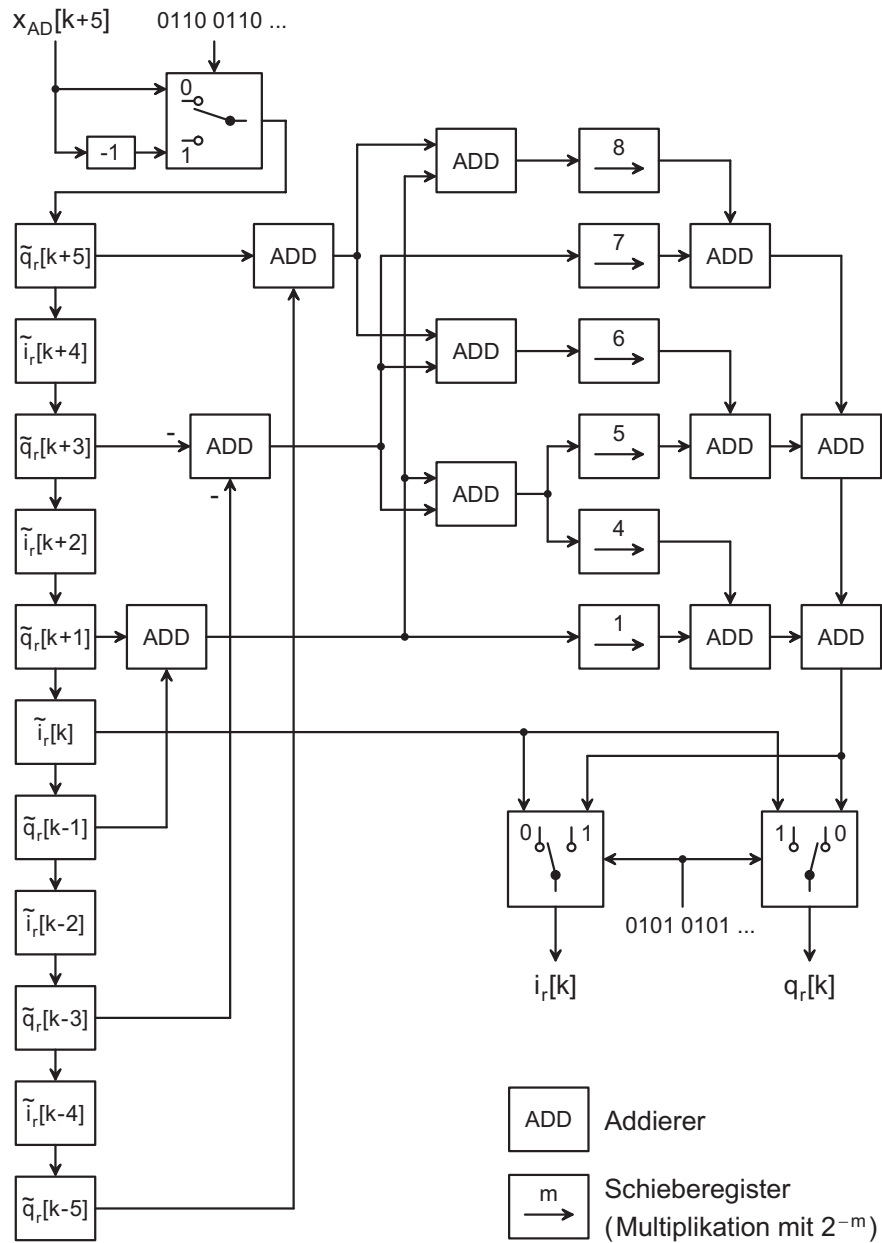 x_AD[k+5] 0110 0110 ...
0
1
-1
ADD 8
q̃_r[k+5] ADD 7 ADD
ĩ_r[k+4] ADD 6
q̃_r[k+3] - ADD 5 ADD ADD
-
ADD
ĩ_r[k+2] 4
q̃_r[k+1] ADD 1 ADD ADD
ĩ_r[k]
q̃_r[k-1] 0 1 1 0
ĩ_r[k-2] 0101 0101 ...
i_r[k] q_r[k]
q̃_r[k-3]
ĩ_r[k-4]
ADD Addierer
q̃_r[k-5]
m Schieberegister
(Multiplikation mit 2^−m)